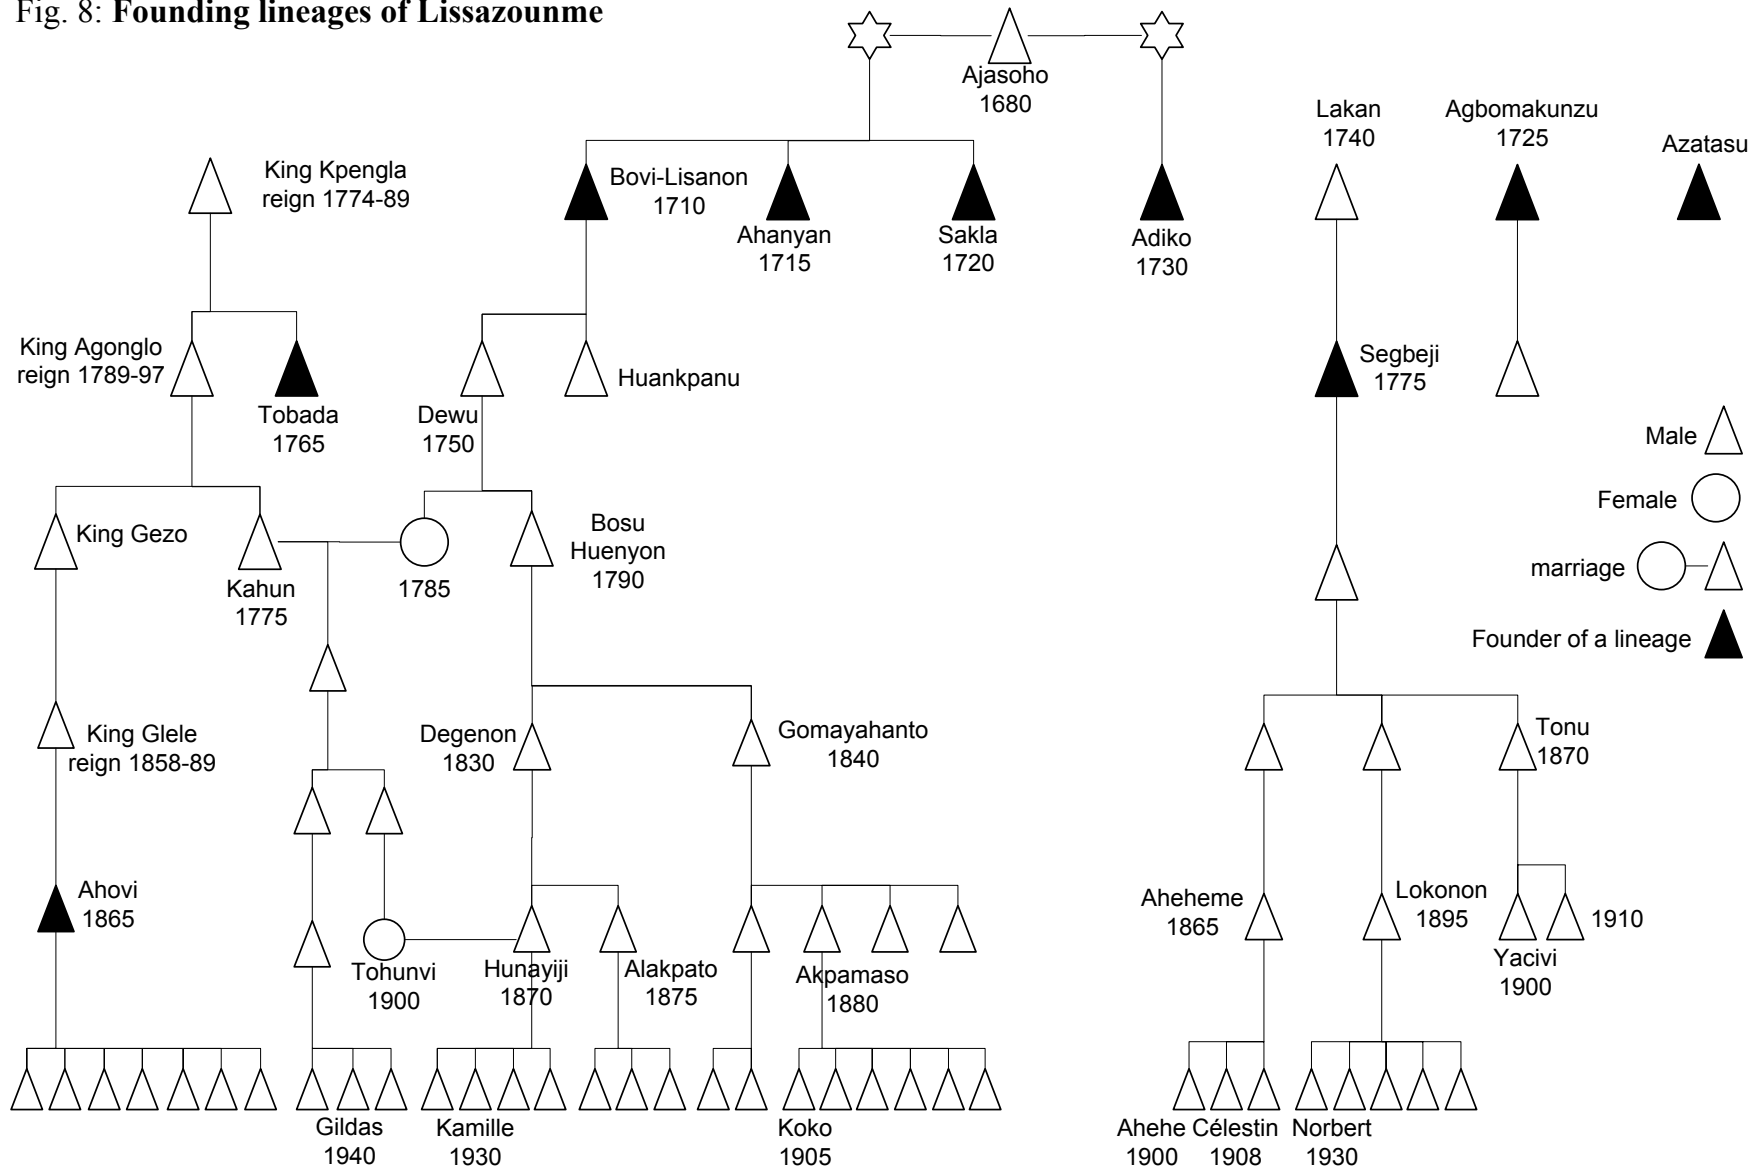 Fig. 8: Founding lineages of Lissazounme
Ajasoho
1680
Lakan
1740
Agbomakunzu
1725
Azatasu
King Kpengla
reign 1774-89
Bovi-Lisanon
1710
Ahanyan
1715
Sakla
1720
Adiko
1730
King Agonglo
reign 1789-97
Tobada
1765
Dewu
1750
Huankpanu
Segbeji
1775
Male
Female
marriage
Founder of a lineage
King Gezo
Kahun
1775
1785
Bosu
Huenyon
1790
King Glele
reign 1858-89
Degenon
1830
Gomayahanto
1840
Tonu
1870
Ahovi
1865
Tohunvi
1900
Hunayiji
1870
Alakpato
1875
Akpamaso
1880
Aheheme
1865
Lokonon
1895
Yacivi
1900
1910
Gildas
1940
Kamille
1930
Koko
1905
Ahehe
1900
Célestin
1908
Norbert
1930